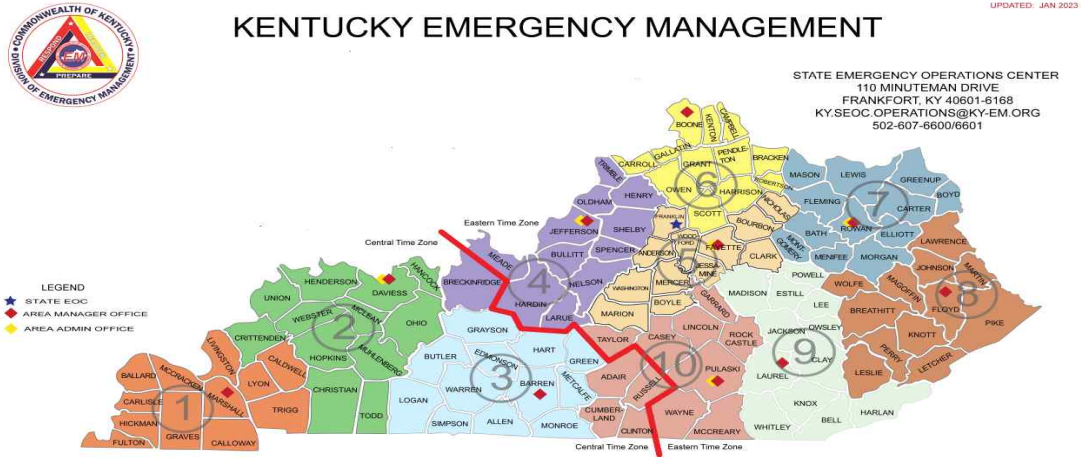 UPDATED: JAN 2023
KENTUCKY EMERGENCY MANAGEMENT
COMMONWEALTH OF KENTUCKY
DIVISION OF EMERGENCY MANAGEMENT
RESPOND
EM
PREPARE
STATE EMERGENCY OPERATIONS CENTER
110 MINUTEMAN DRIVE
FRANKFORT, KY 40601-6168
KY.SEOC.OPERATIONS@KY-EM.ORG
502-607-6600/6601
LEGEND
STATE EOC
AREA MANAGER OFFICE
AREA ADMIN OFFICE
Eastern Time Zone
Central Time Zone
1
BALLARD
MCCRACKEN
LIVINGSTON
CARLISLE
HICKMAN
FULTON
GRAVES
MARSHALL
CALLOWAY
LYON
CALDWELL
TRIGG
2
UNION
HENDERSON
WEBSTER
MCLEAN
DAVIESS
HANCOCK
OHIO
CRITTENDEN
HOPKINS
MUHLENBERG
CHRISTIAN
TODD
3
GRAYSON
BUTLER
EDMONSON
HART
GREEN
WARREN
BARREN
METCALFE
LOGAN
SIMPSON
ALLEN
MONROE
4
TRIMBLE
HENRY
OLDHAM
JEFFERSON
SHELBY
BULLITT
SPENCER
MEADE
BRECKINRIDGE
NELSON
HARDIN
LARUE
5
FRANKLIN
WOOD-
FORD
FAYETTE
BOURBON
NICHOLAS
CLARK
ANDERSON
JESSA-
MINE
MERCER
WASHINGTON
BOYLE
MARION
GARRARD
6
BOONE
KENTON
CAMPBELL
CARROLL
GALLATIN
GRANT
PENDLE-
TON
BRACKEN
OWEN
HARRISON
ROBERTSON
SCOTT
7
MASON
LEWIS
GREENUP
BOYD
FLEMING
CARTER
BATH
ROWAN
ELLIOTT
MONT-
GOMERY
MENIFEE
MORGAN
8
LAWRENCE
JOHNSON
MARTIN
WOLFE
MAGOFFIN
FLOYD
PIKE
BREATHITT
KNOTT
PERRY
LETCHER
LESLIE
9
POWELL
MADISON
ESTILL
LEE
JACKSON
OWSLEY
CLAY
LAUREL
KNOX
BELL
HARLAN
WHITLEY
10
LINCOLN
ROCK
CASTLE
CASEY
TAYLOR
ADAIR
RUSSELL
PULASKI
CUMBER-
LAND
CLINTON
WAYNE
MCCREARY
Central Time Zone
Eastern Time Zone